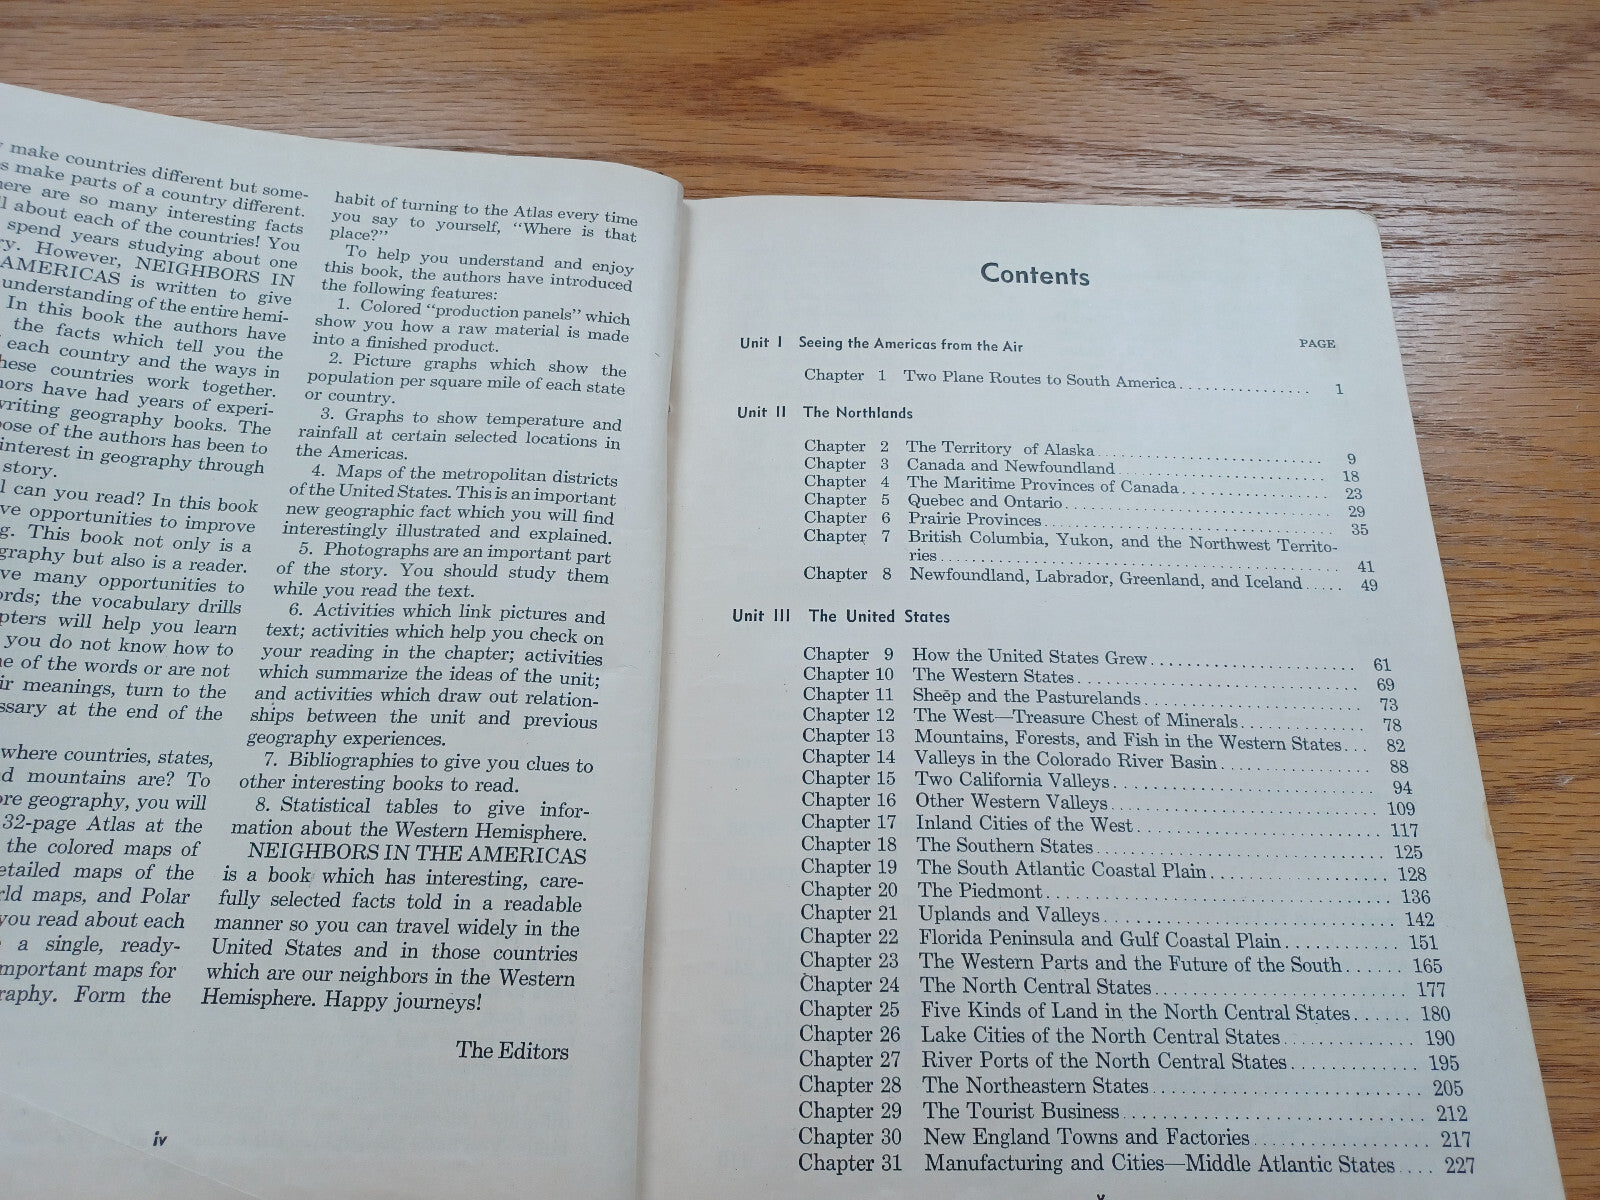 make countries different but some-
make parts of a country different.
are so many interesting facts
about each of the countries! You
spend years studying about one
However, NEIGHBORS IN
AMERICAS is written to give
understanding of the entire hemi-
In this book the authors have
the facts which tell you the
each country and the ways in
these countries work together.
have had years of experi-
writing geography books. The
of the authors has been to
interest in geography through
story.
can you read? In this book
opportunities to improve
This book not only is a
but also is a reader.
many opportunities to
the vocabulary drills
will help you learn
you do not know how to
of the words or are not
meanings, turn to the
at the end of the
where countries, states,
mountains are? To
geography, you will
32-page Atlas at the
the colored maps of
maps of the
maps, and Polar
you read about each
a single, ready-
maps for
Form the
habit of turning to the Atlas every time
you say to yourself, “Where is that
place?”
To help you understand and enjoy
this book, the authors have introduced
the following features:
1. Colored “production panels” which
show you how a raw material is made
into a finished product.
2. Picture graphs which show the
population per square mile of each state
or country.
3. Graphs to show temperature and
rainfall at certain selected locations in
the Americas.
4. Maps of the metropolitan districts
of the United States. This is an important
new geographic fact which you will find
interestingly illustrated and explained.
5. Photographs are an important part
of the story. You should study them
while you read the text.
6. Activities which link pictures and
text; activities which help you check on
your reading in the chapter; activities
which summarize the ideas of the unit;
and activities which draw out relation-
ships between the unit and previous
geography experiences.
7. Bibliographies to give you clues to
other interesting books to read.
8. Statistical tables to give infor-
mation about the Western Hemisphere.
NEIGHBORS IN THE AMERICAS
is a book which has interesting, care-
fully selected facts told in a readable
manner so you can travel widely in the
United States and in those countries
which are our neighbors in the Western
Hemisphere. Happy journeys!
The Editors
iv
Contents
Unit I Seeing the Americas from the Air PAGE
Chapter 1 Two Plane Routes to South America 1
Unit II The Northlands
Chapter 2 The Territory of Alaska 9
Chapter 3 Canada and Newfoundland 18
Chapter 4 The Maritime Provinces of Canada 23
Chapter 5 Quebec and Ontario 29
Chapter 6 Prairie Provinces 35
Chapter 7 British Columbia, Yukon, and the Northwest Territo-
ries 41
Chapter 8 Newfoundland, Labrador, Greenland, and Iceland 49
Unit III The United States
Chapter 9 How the United States Grew 61
Chapter 10 The Western States 69
Chapter 11 Sheep and the Pasturelands 73
Chapter 12 The West—Treasure Chest of Minerals 78
Chapter 13 Mountains, Forests, and Fish in the Western States 82
Chapter 14 Valleys in the Colorado River Basin 88
Chapter 15 Two California Valleys 94
Chapter 16 Other Western Valleys 109
Chapter 17 Inland Cities of the West 117
Chapter 18 The Southern States 125
Chapter 19 The South Atlantic Coastal Plain 128
Chapter 20 The Piedmont 136
Chapter 21 Uplands and Valleys 142
Chapter 22 Florida Peninsula and Gulf Coastal Plain 151
Chapter 23 The Western Parts and the Future of the South 165
Chapter 24 The North Central States 177
Chapter 25 Five Kinds of Land in the North Central States 180
Chapter 26 Lake Cities of the North Central States 190
Chapter 27 River Ports of the North Central States 195
Chapter 28 The Northeastern States 205
Chapter 29 The Tourist Business 212
Chapter 30 New England Towns and Factories 217
Chapter 31 Manufacturing and Cities—Middle Atlantic States 227